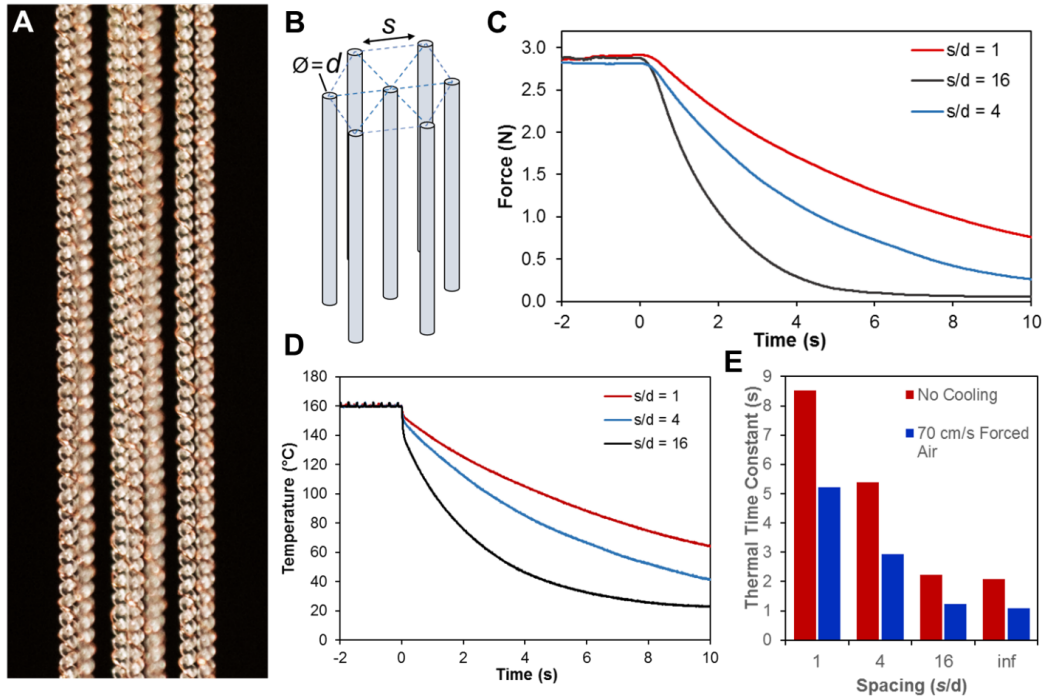 A
B
s
Ø=d
C
3.0
2.5
2.0
1.5
1.0
0.5
0.0
Force (N)
-2
0
2
4
6
8
10
Time (s)
s/d = 1
s/d = 16
s/d = 4
D
180
160
140
120
100
80
60
40
20
0
Temperature (°C)
-2
0
2
4
6
8
10
Time (s)
s/d = 1
s/d = 4
s/d = 16
E
9
8
7
6
5
4
3
2
1
0
Thermal Time Constant (s)
No Cooling
70 cm/s Forced
Air
1
4
16
inf
Spacing (s/d)